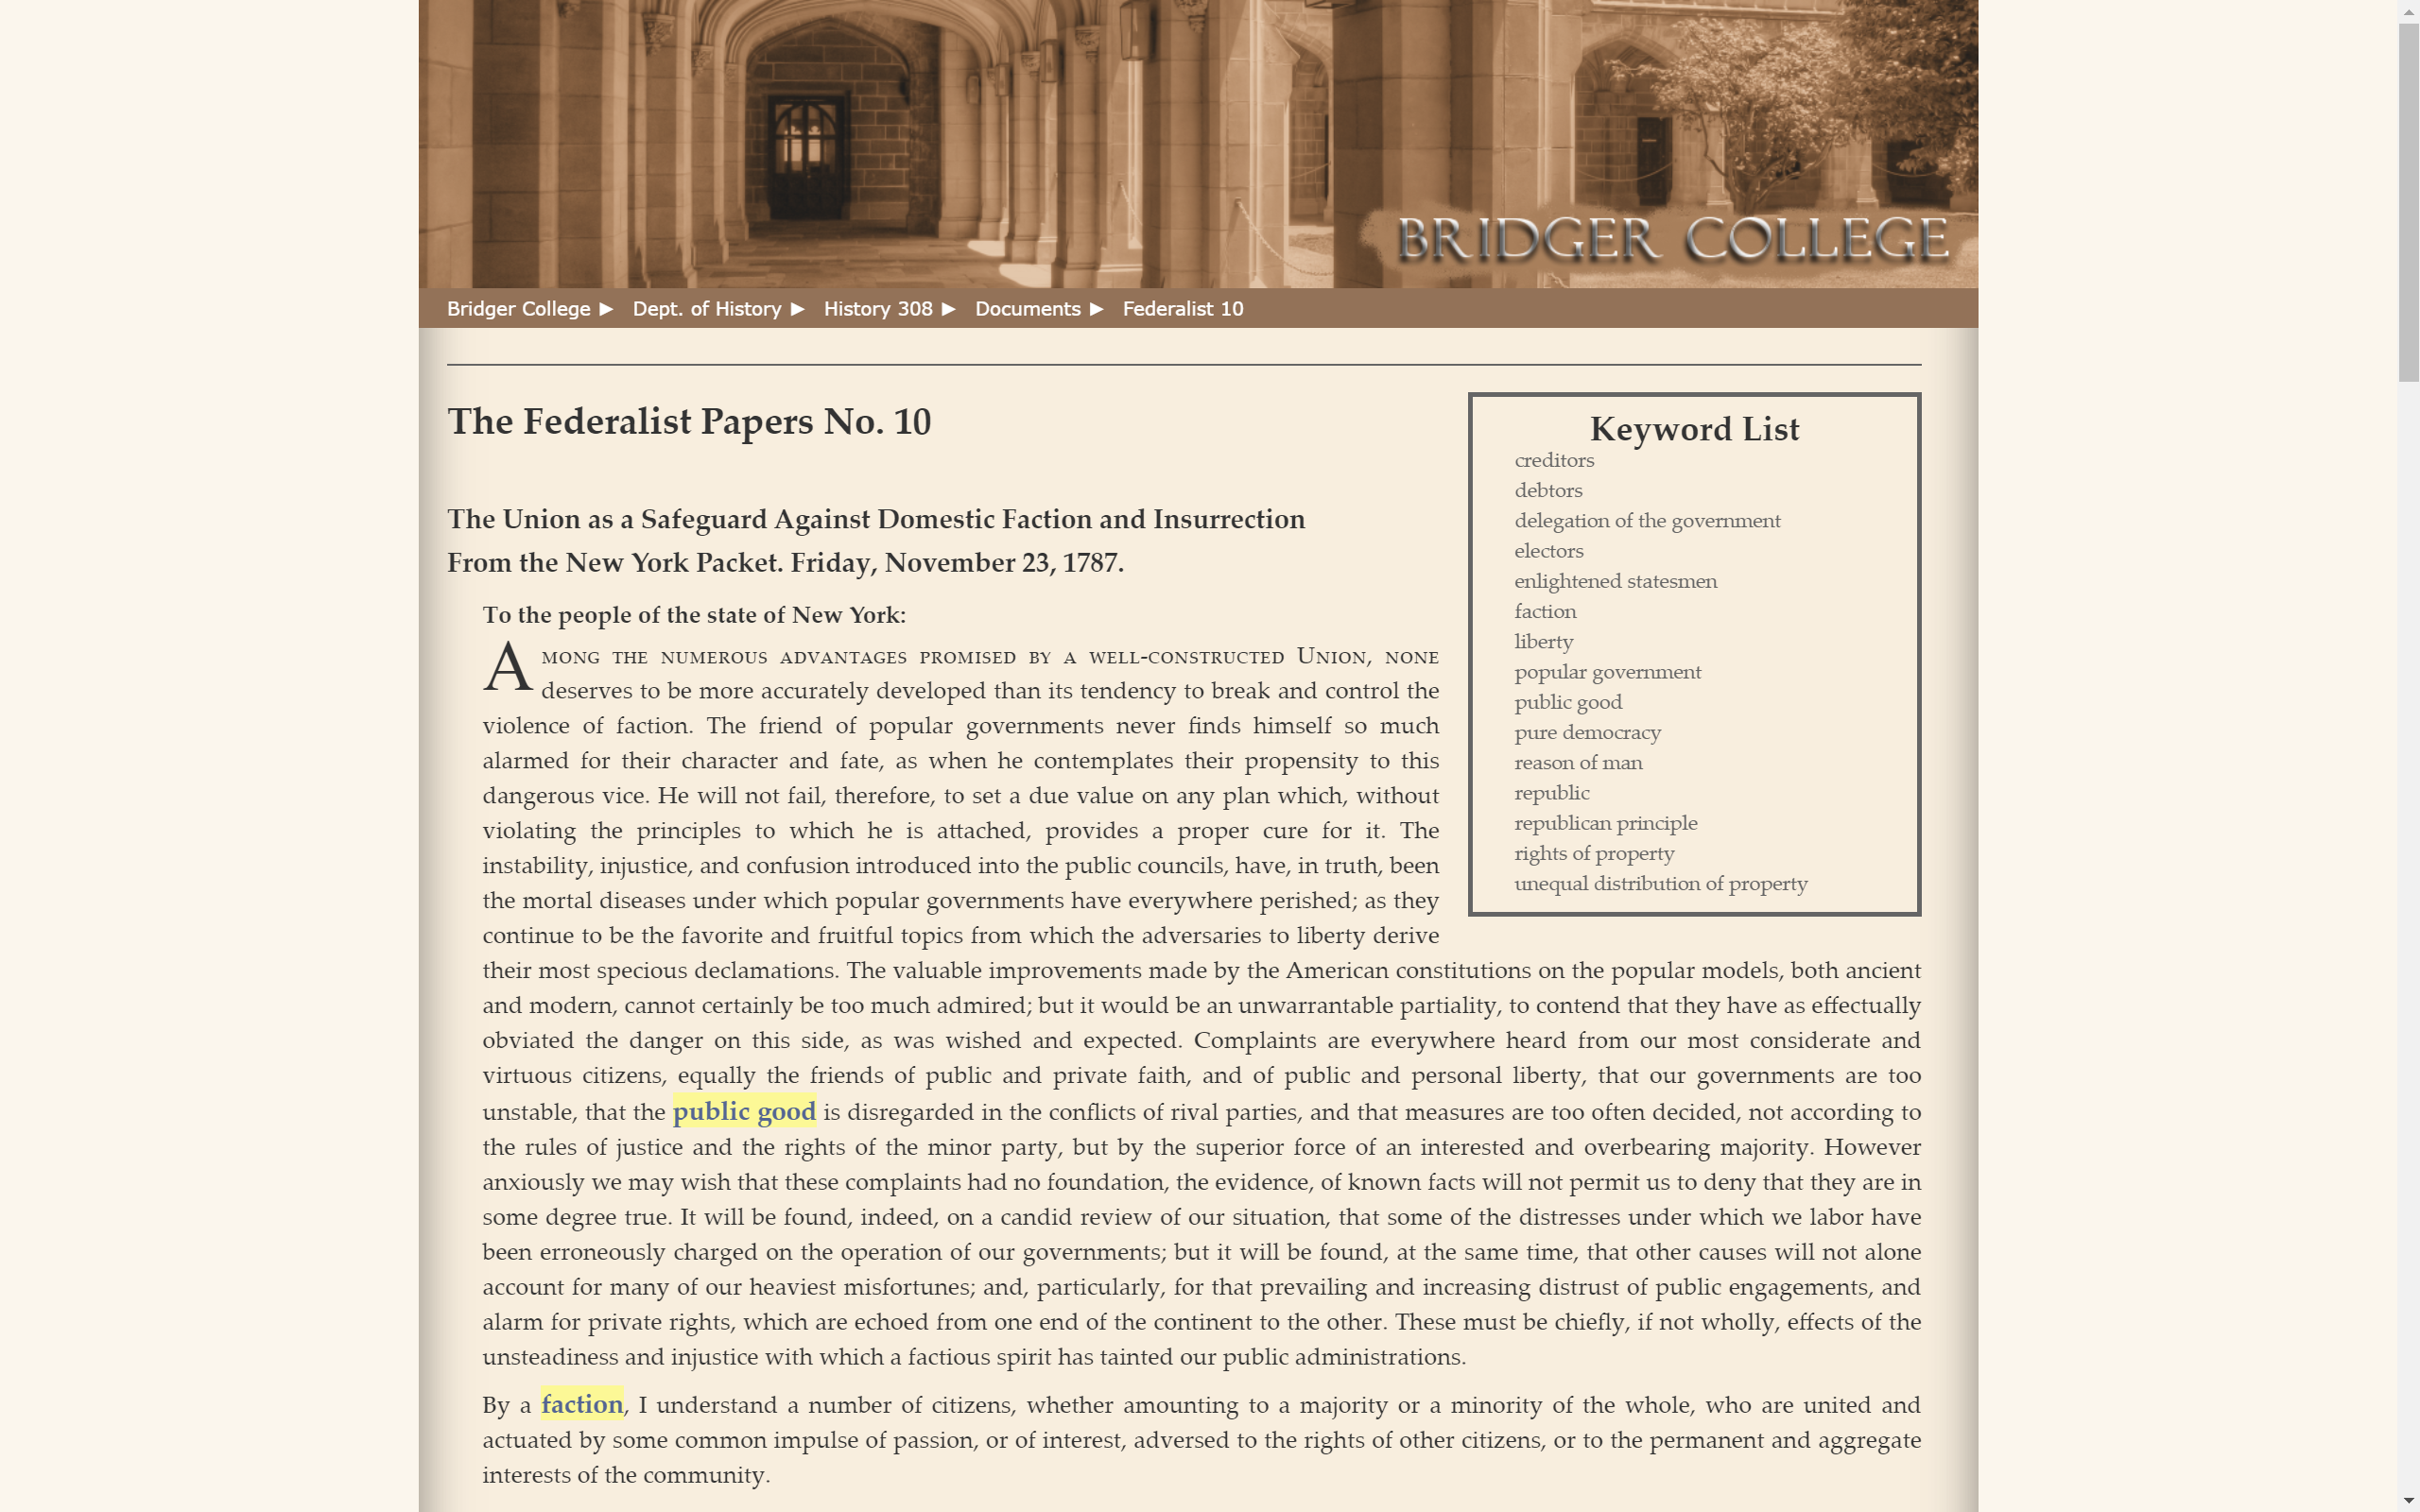 BRIDGER COLLEGE
Bridger College ► Dept. of History ► History 308 ► Documents ► Federalist 10
The Federalist Papers No. 10
Keyword List
creditors
debtors
delegation of the government
electors
enlightened statesmen
faction
liberty
popular government
public good
pure democracy
reason of man
republic
republican principle
rights of property
unequal distribution of property
The Union as a Safeguard Against Domestic Faction and Insurrection
From the New York Packet. Friday, November 23, 1787.
To the people of the state of New York:
Among the numerous advantages promised by a well-constructed Union, none
deserves to be more accurately developed than its tendency to break and control the
violence of faction. The friend of popular governments never finds himself so much
alarmed for their character and fate, as when he contemplates their propensity to this
dangerous vice. He will not fail, therefore, to set a due value on any plan which, without
violating the principles to which he is attached, provides a proper cure for it. The
instability, injustice, and confusion introduced into the public councils, have, in truth, been
the mortal diseases under which popular governments have everywhere perished; as they
continue to be the favorite and fruitful topics from which the adversaries to liberty derive
their most specious declamations. The valuable improvements made by the American constitutions on the popular models, both ancient
and modern, cannot certainly be too much admired; but it would be an unwarrantable partiality, to contend that they have as effectually
obviated the danger on this side, as was wished and expected. Complaints are everywhere heard from our most considerate and
virtuous citizens, equally the friends of public and private faith, and of public and personal liberty, that our governments are too
unstable, that the public good is disregarded in the conflicts of rival parties, and that measures are too often decided, not according to
the rules of justice and the rights of the minor party, but by the superior force of an interested and overbearing majority. However
anxiously we may wish that these complaints had no foundation, the evidence, of known facts will not permit us to deny that they are in
some degree true. It will be found, indeed, on a candid review of our situation, that some of the distresses under which we labor have
been erroneously charged on the operation of our governments; but it will be found, at the same time, that other causes will not alone
account for many of our heaviest misfortunes; and, particularly, for that prevailing and increasing distrust of public engagements, and
alarm for private rights, which are echoed from one end of the continent to the other. These must be chiefly, if not wholly, effects of the
unsteadiness and injustice with which a factious spirit has tainted our public administrations.
By a faction, I understand a number of citizens, whether amounting to a majority or a minority of the whole, who are united and
actuated by some common impulse of passion, or of interest, adversed to the rights of other citizens, or to the permanent and aggregate
interests of the community.